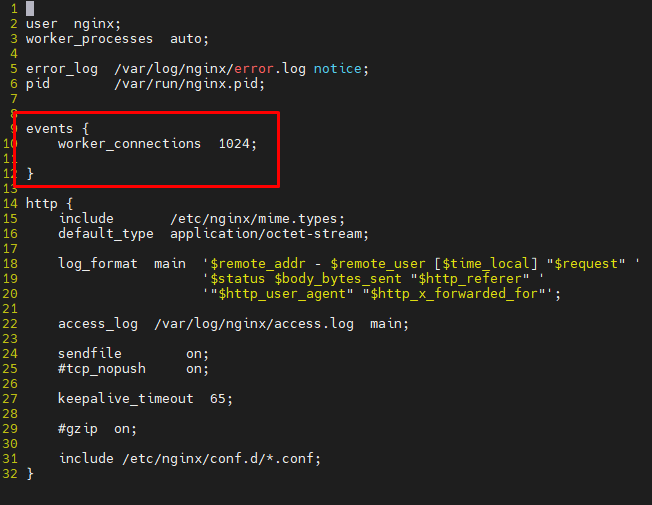 1
2 user  nginx;
3 worker_processes  auto;
4
5 error_log  /var/log/nginx/error.log notice;
6 pid        /var/run/nginx.pid;
7
8
9 events {
10     worker_connections  1024;
11
12 }
13
14 http {
15     include       /etc/nginx/mime.types;
16     default_type  application/octet-stream;
17
18     log_format  main  '$remote_addr - $remote_user [$time_local] "$request" '
19                       '$status $body_bytes_sent "$http_referer" '
20                       '"$http_user_agent" "$http_x_forwarded_for"';
21
22     access_log  /var/log/nginx/access.log  main;
23
24     sendfile        on;
25     #tcp_nopush     on;
26
27     keepalive_timeout  65;
28
29     #gzip  on;
30
31     include /etc/nginx/conf.d/*.conf;
32 }